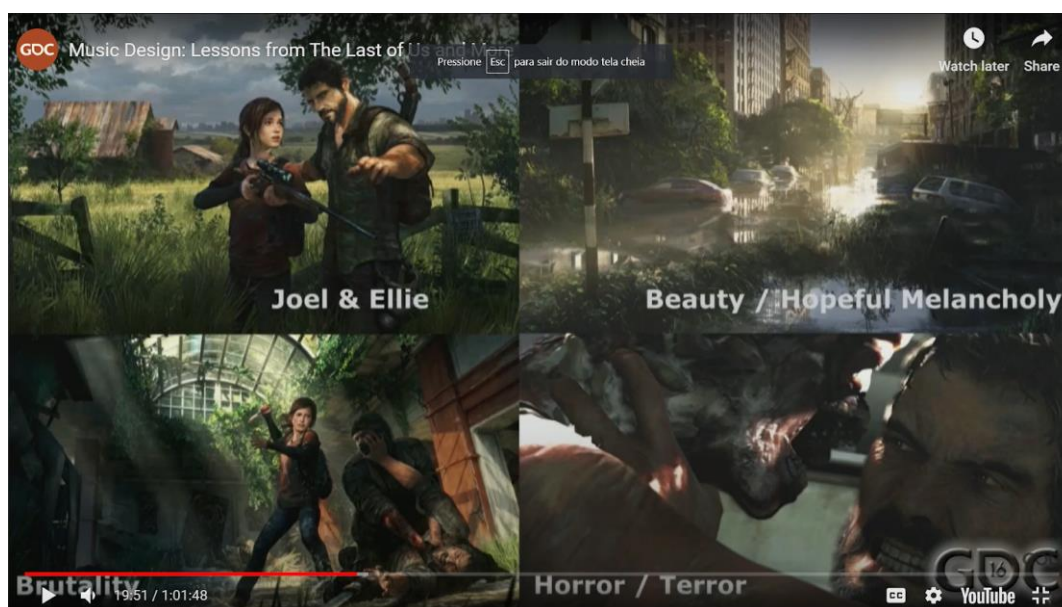 GDC
Music Design: Lessons from The Last of Us and M
Pressione Esc para sair do modo tela cheia
Watch later
Share
Joel & Ellie
Beauty / Hopeful Melancholy
Brutality
Horror / Terror
GDC
16
19:51 / 1:01:48
CC
YouTube